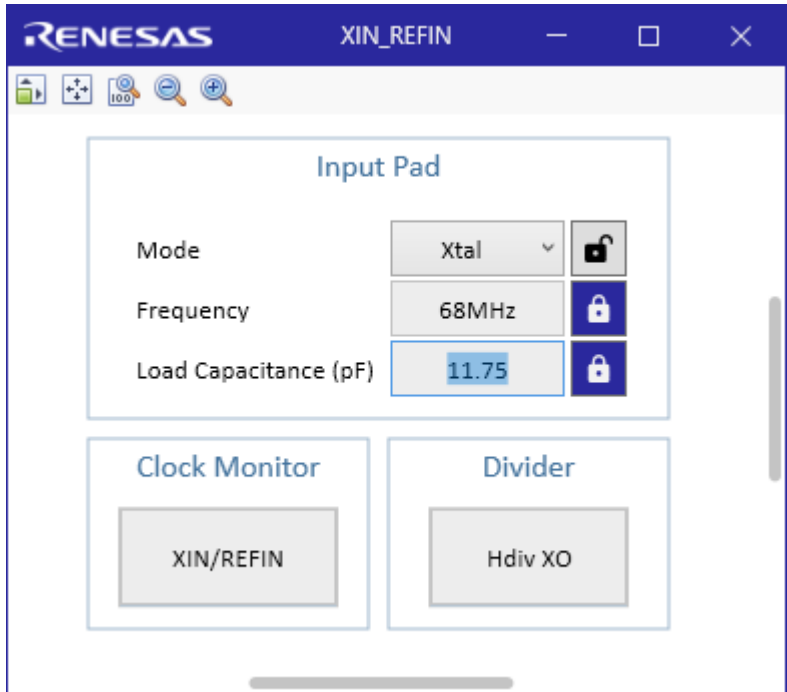 RENESAS XIN_REFIN
100
Input Pad
Mode Xtal
Frequency 68MHz
Load Capacitance (pF) 11.75
Clock Monitor Divider
XIN/REFIN Hdiv XO